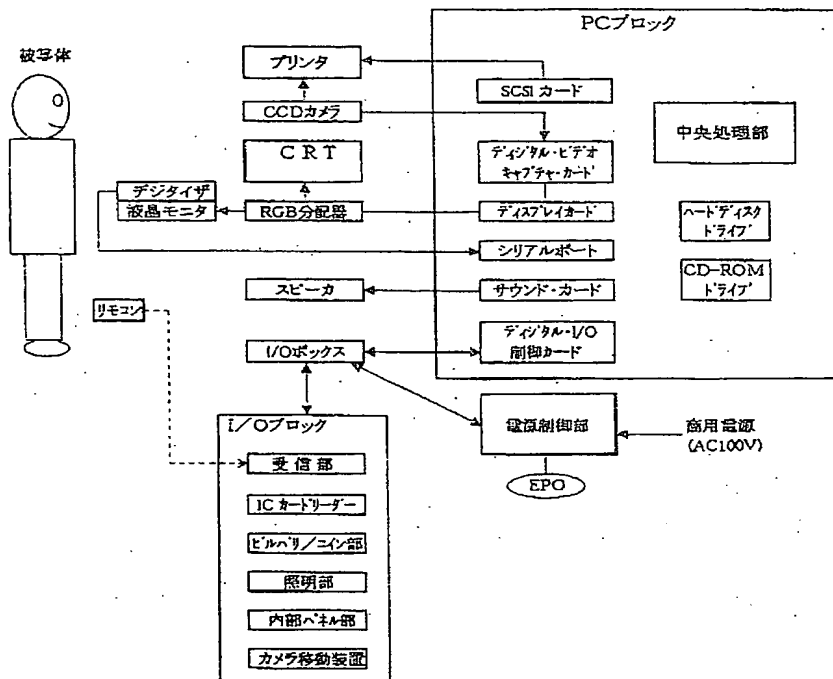 PCブロック
被写体
プリンタ
SCSI カード
CCDカメラ
中央処理部
CRT
ディジタル・ビデオ
キャプチャ・カード
デジタイザ
液晶モニタ
RGB分配器
ディスプレイカード
ハードディスク
ドライブ
シリアルポート
CD-ROM
ドライブ
スピーカ
サウンド・カード
リモコン
I/Oボックス
ディジタル・I/O
制御カード
I/Oブロック
電源制御部
商用電源
(AC100V)
受信部
EPO
ICカードリーダー
ビルバリ/コイン部
照明部
内部パネル部
カメラ移動装置